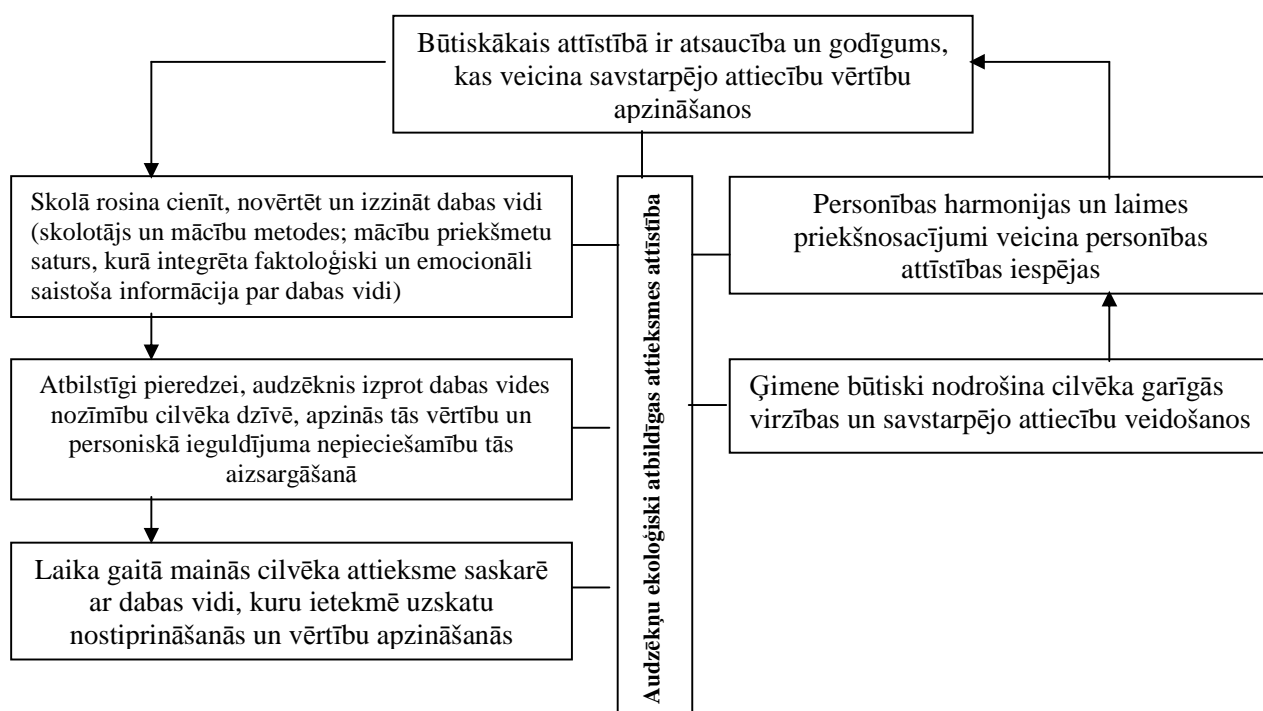 Būtiskākais attīstībā ir atsaucība un godīgums,
kas veicina savstarpējo attiecību vērtību
apzināšanos
Skolā rosina cienīt, novērtēt un izzināt dabas vidi
(skolotājs un mācību metodes; mācību priekšmetu
saturs, kurā integrēta faktoloģiski un emocionāli
saistoša informācija par dabas vidi)
Atbilstīgi pieredzei, audzēknis izprot dabas vides
nozīmību cilvēka dzīvē, apzinās tās vērtību un
personiskā ieguldījuma nepieciešamību tās
aizsargāšanā
Laika gaitā mainās cilvēka attieksme saskarē
ar dabas vidi, kuru ietekmē uzskatu
nostiprināšanās un vērtību apzināšanās
Audzēkņu ekoloģiski atbildīgas attieksmes attīstība
Personības harmonijas un laimes
priekšnosacījumi veicina personības
attīstības iespējas
Ģimene būtiski nodrošina cilvēka garīgās
virzības un savstarpējo attiecību veidošanos